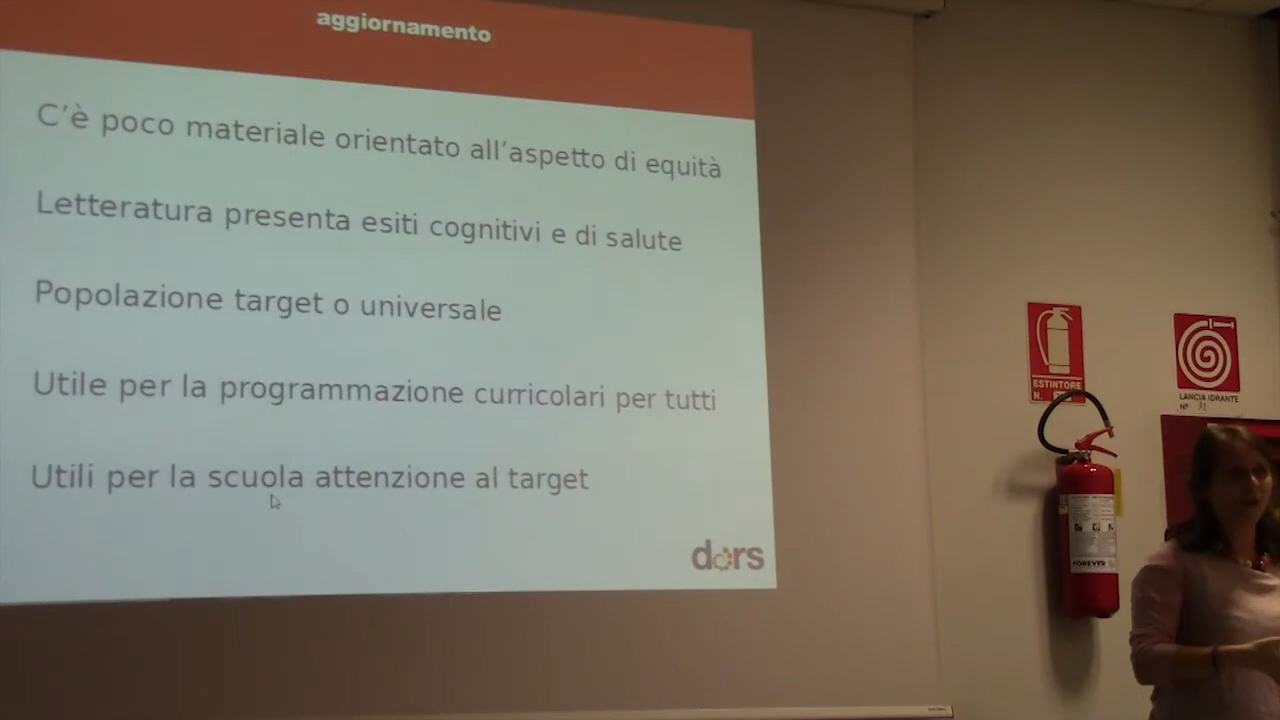 aggiornamento
C'è poco materiale orientato all'aspetto di equità
Letteratura presenta esiti cognitivi e di salute
Popolazione target o universale
Utile per la programmazione curricolari per tutti
Utili per la scuola attenzione al target
dors
ESTINTORE
N.
LANCIA IDRANTE
N°
FOREVER